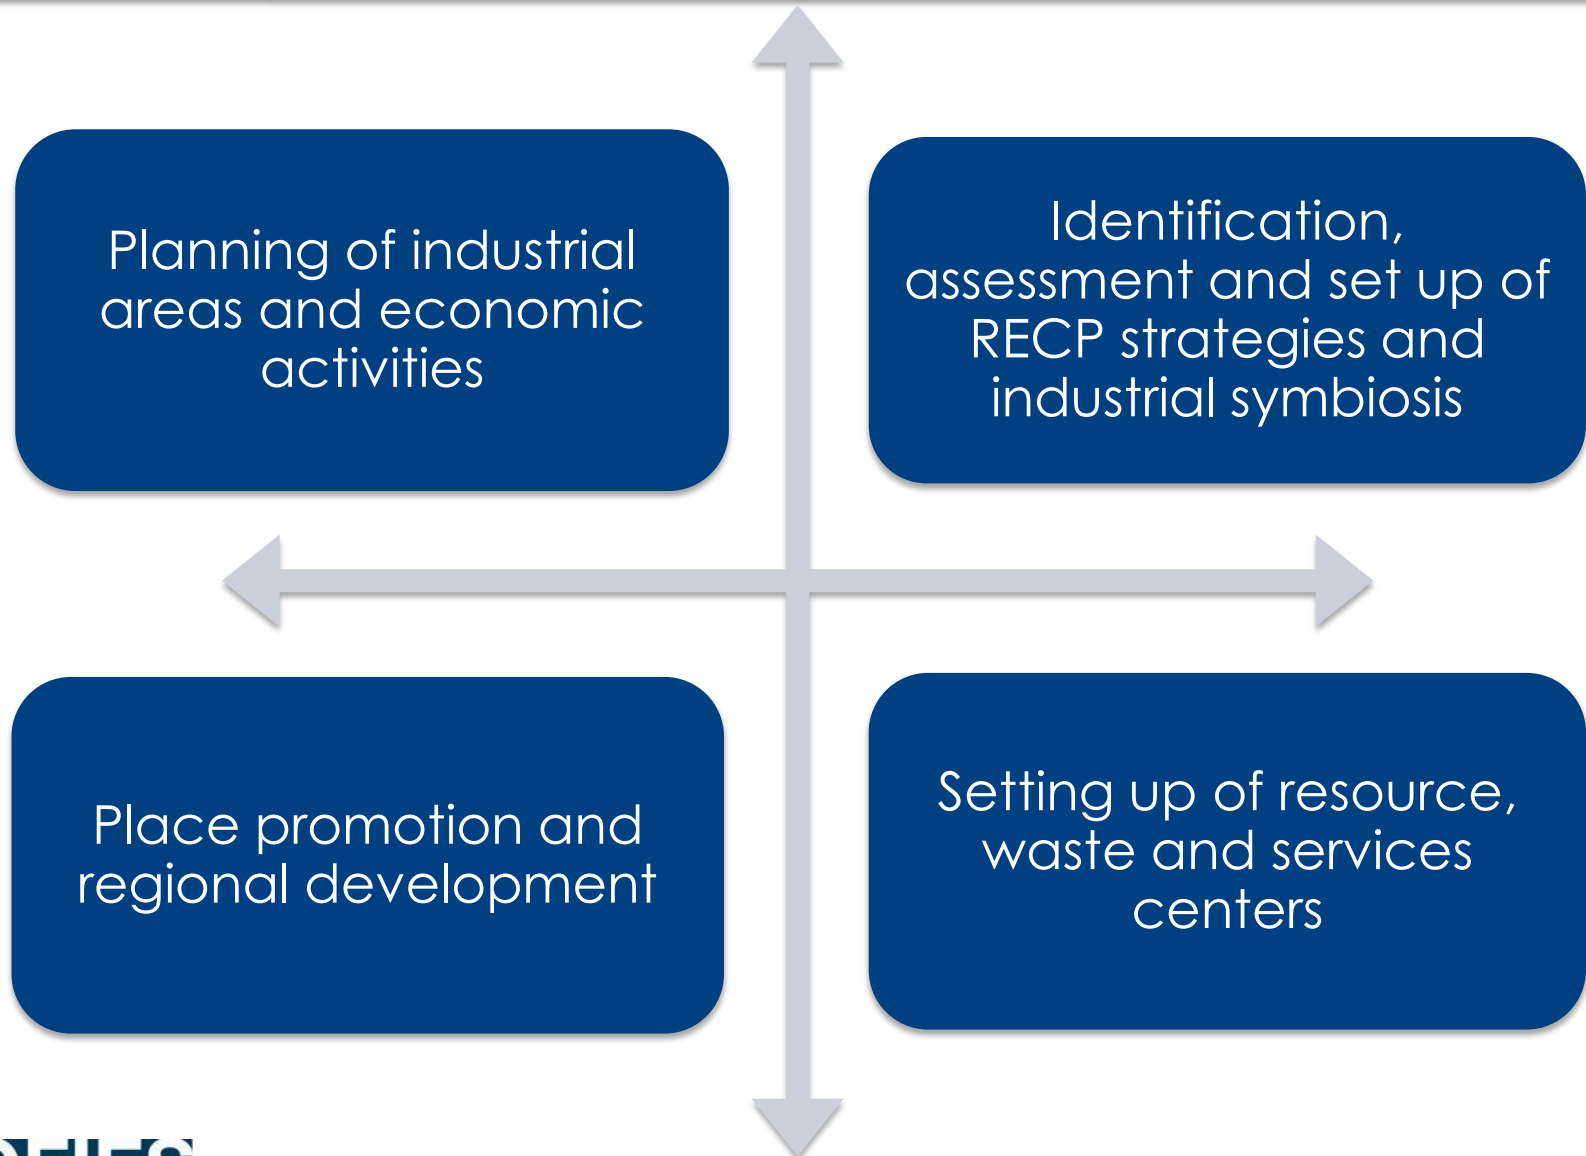 Planning of industrial
areas and economic
activities
Identification,
assessment and set up of
RECP strategies and
industrial symbiosis
Place promotion and
regional development
Setting up of resource,
waste and services
centers